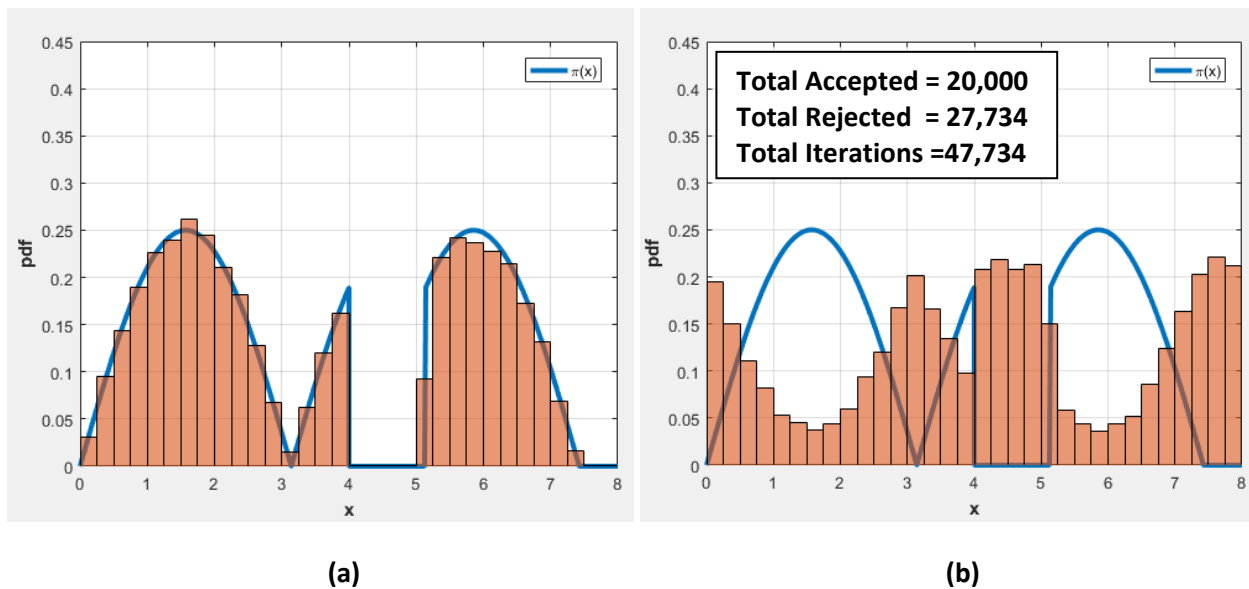 0.45
0.4
0.35
0.3
0.25
0.2
0.15
0.1
0.05
0
pdf
0 1 2 3 4 5 6 7 8
x
π(x)
(a)
0.45
0.4
0.35
0.3
0.25
0.2
0.15
0.1
0.05
0
pdf
0 1 2 3 4 5 6 7 8
x
π(x)
Total Accepted = 20,000
Total Rejected = 27,734
Total Iterations =47,734
(b)